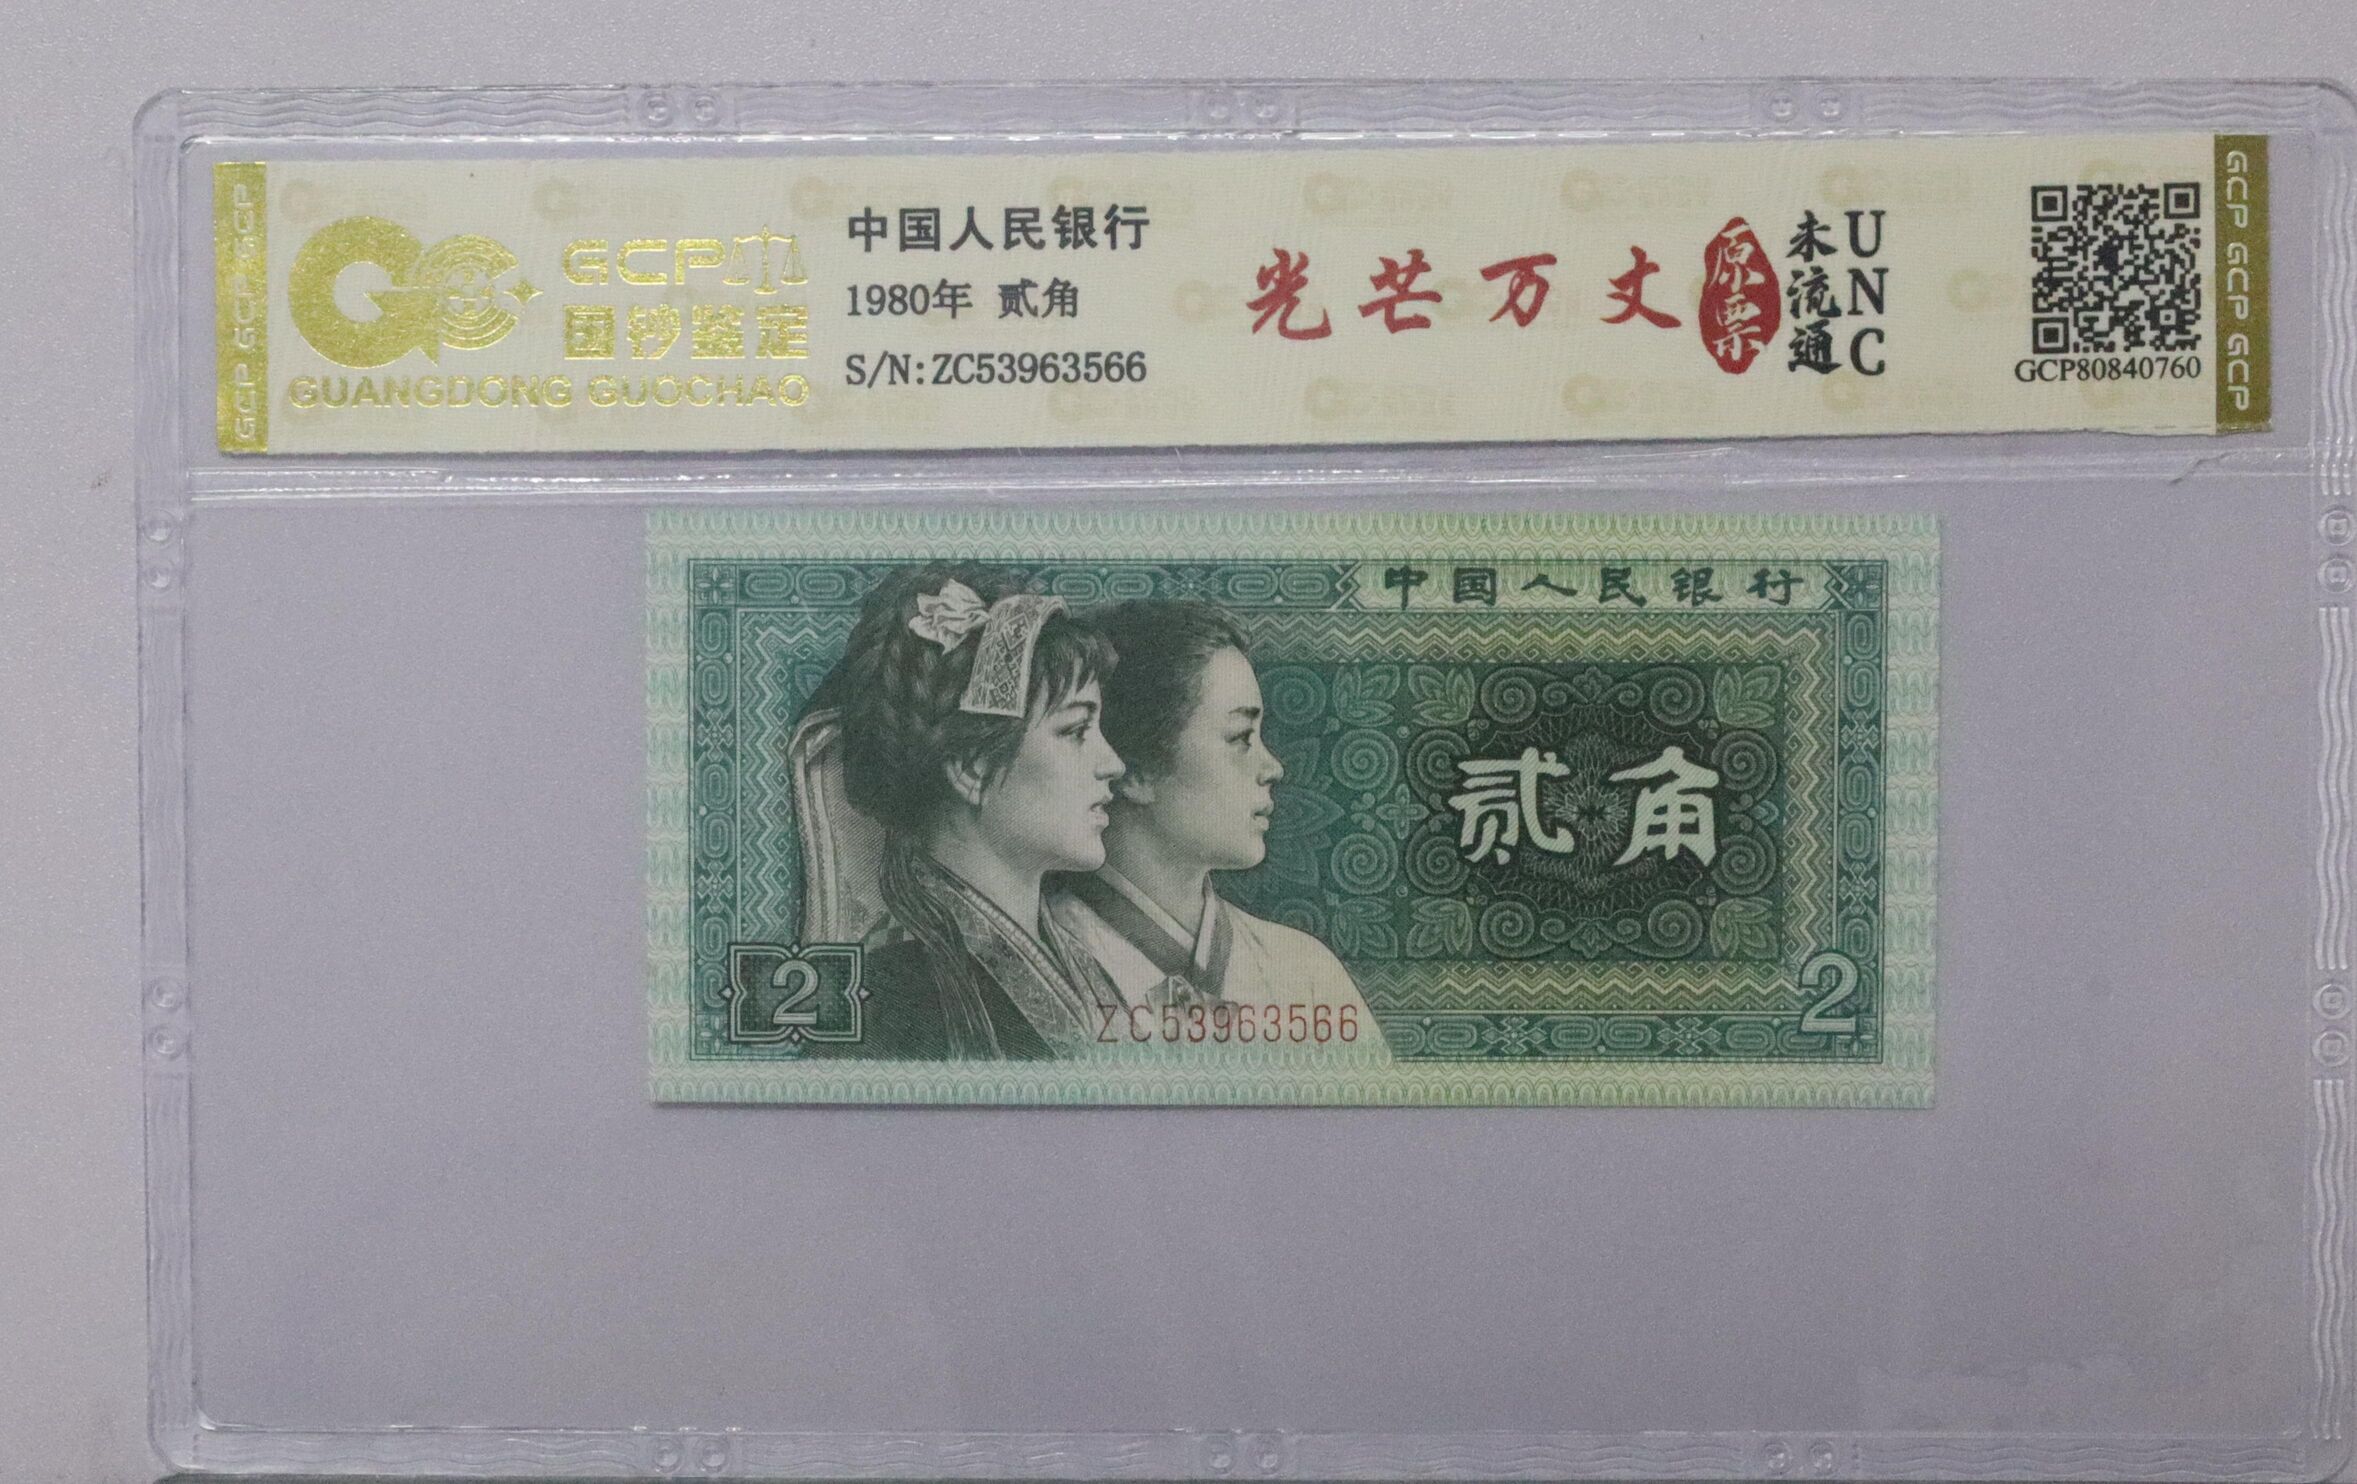 GCP GCP GCP
GCP
国钞鉴定
GUANGDONG GUOCHAO
中国人民银行
1980年 贰角
S/N:ZC53963566
光芒万丈
原票
未流通
UNC
GCP80840760
GCP GCP GCP
中国人民银行
贰角
2
ZC53963566
2